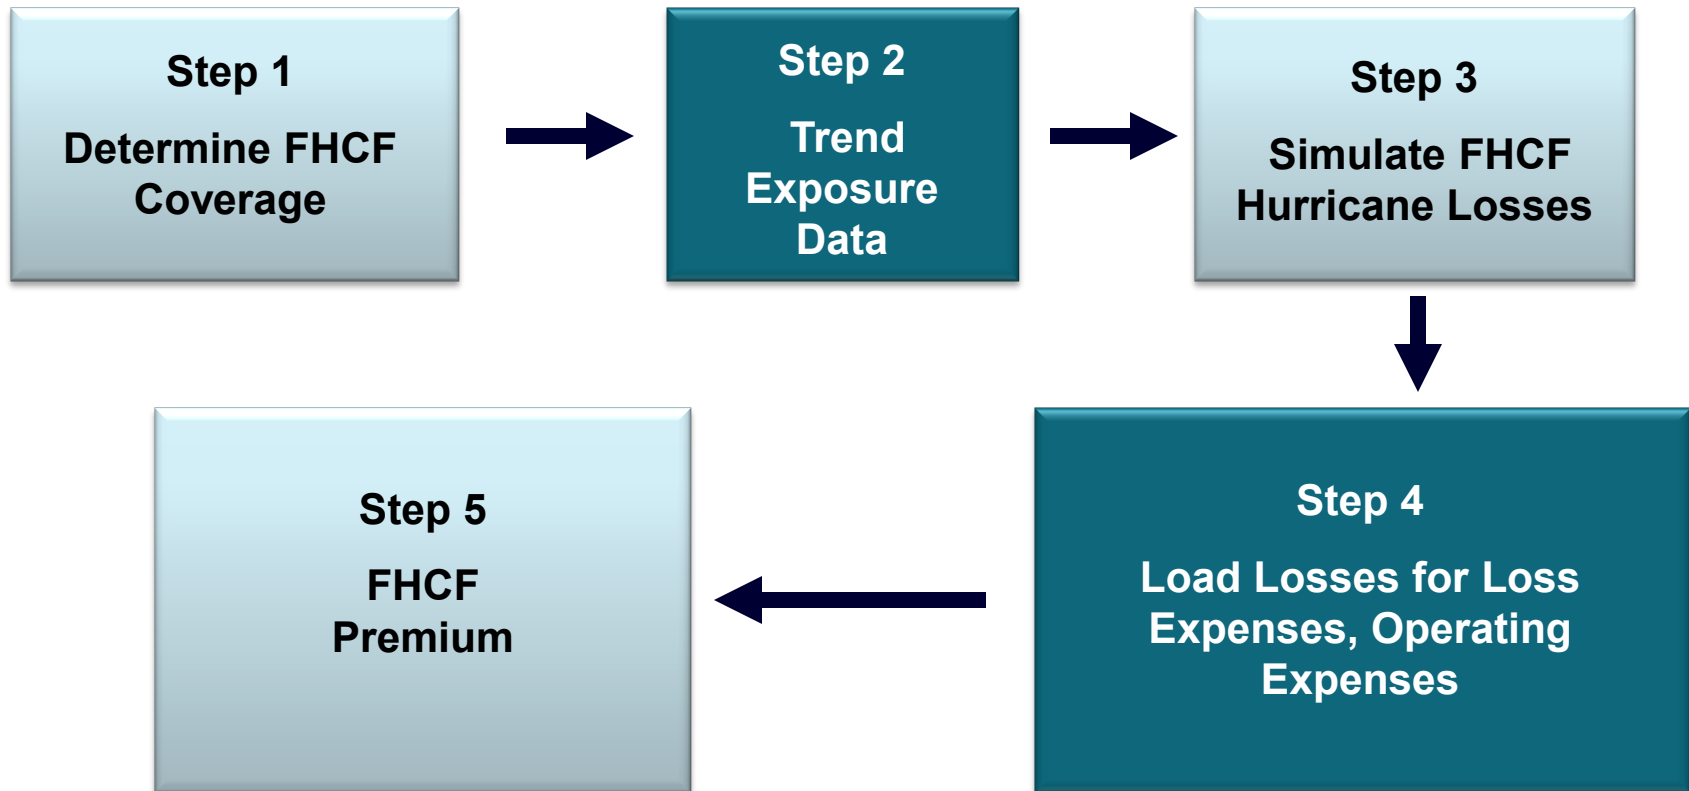 Step 1
Determine FHCF
Coverage
Step 2
Trend
Exposure
Data
Step 3
Simulate FHCF
Hurricane Losses
Step 4
Load Losses for Loss
Expenses, Operating
Expenses
Step 5
FHCF
Premium